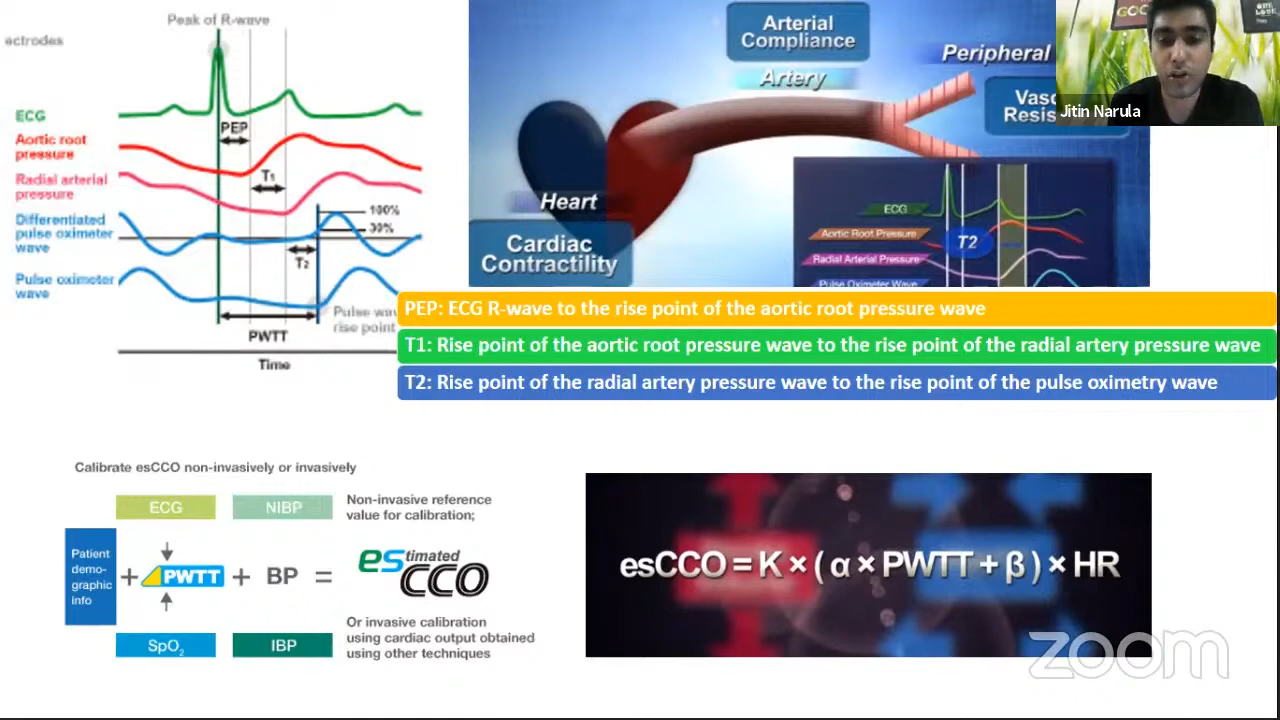 Peak of R-wave
ectrodes
ECG
PEP
Aortic root
pressure
T1
Radial arterial
pressure
100%
30%
Differentiated
pulse oximeter
wave
T2
Pulse oximeter
wave
Pulse wav
rise point
PWTT
Time
Arterial
Compliance
Artery
Peripheral
Vasc
Resis
Heart
Cardiac
Contractility
ECG
Aortic Root Pressure
T2
Radial Arterial Pressure
Pulse Oximeter Wave
GOO
Jitin Narula
PEP: ECG R-wave to the rise point of the aortic root pressure wave
T1: Rise point of the aortic root pressure wave to the rise point of the radial artery pressure wave
T2: Rise point of the radial artery pressure wave to the rise point of the pulse oximetry wave
Calibrate esCCO non-invasively or invasively
ECG
NIBP
Non-invasive reference
value for calibration;
Patient
demo-
graphic
info
+ PWTT + BP = esTimated CCO
SpO2
IBP
Or invasive calibration
using cardiac output obtained
using other techniques
esCCO = K × ( α × PWTT + β ) × HR
zoom